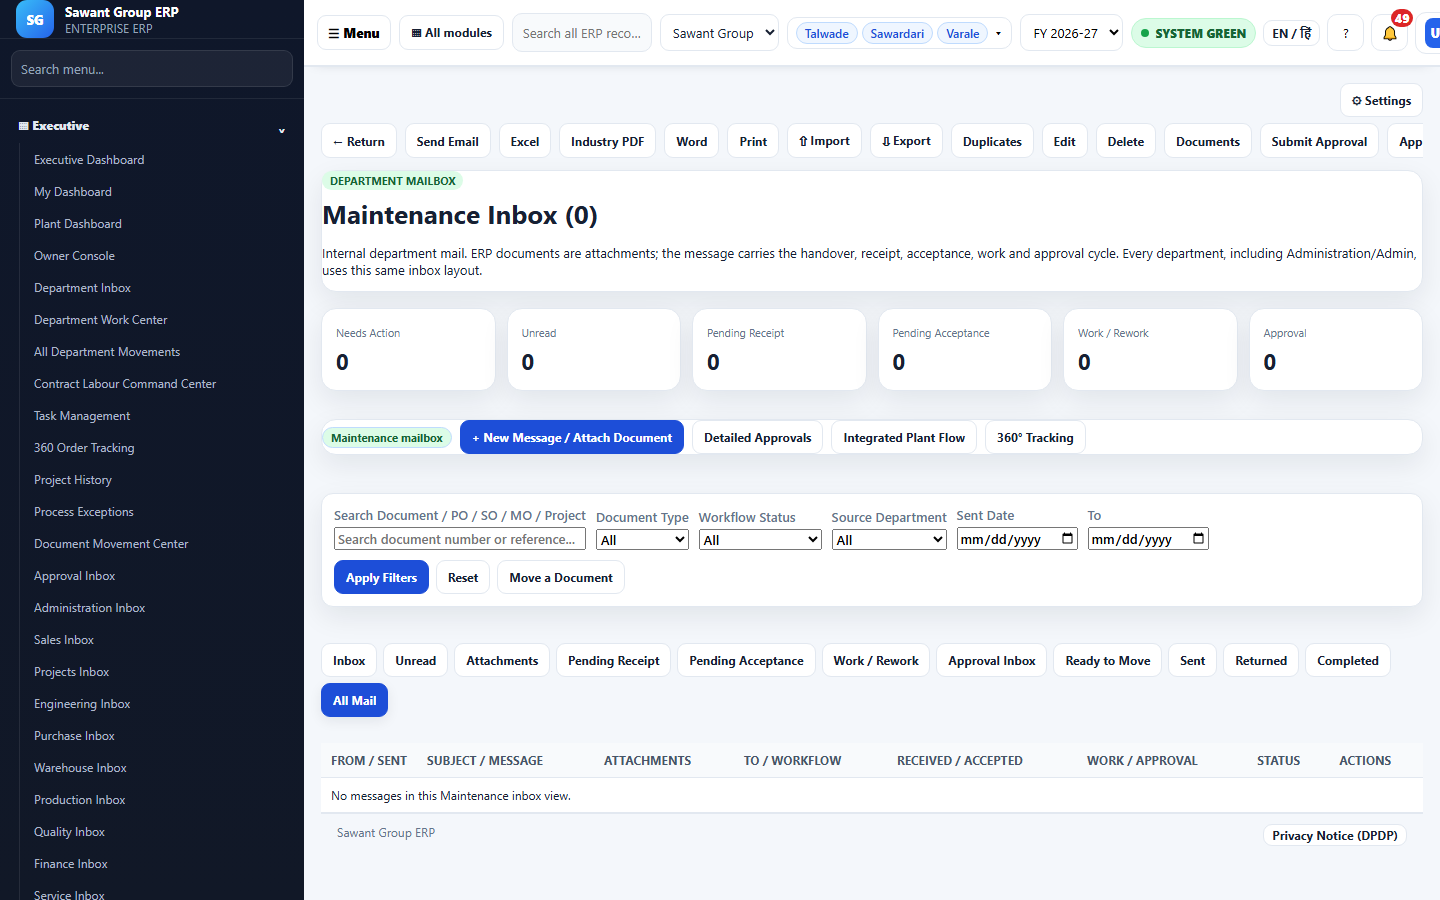 SG
Sawant Group ERP
ENTERPRISE ERP
Search menu...
Executive
Executive Dashboard
My Dashboard
Plant Dashboard
Owner Console
Department Inbox
Department Work Center
All Department Movements
Contract Labour Command Center
Task Management
360 Order Tracking
Project History
Process Exceptions
Document Movement Center
Approval Inbox
Administration Inbox
Sales Inbox
Projects Inbox
Engineering Inbox
Purchase Inbox
Warehouse Inbox
Production Inbox
Quality Inbox
Finance Inbox
Service Inbox
☰ Menu
All modules
Search all ERP reco...
Sawant Group
Talwade Sawardari Varale
FY 2026-27
SYSTEM GREEN
EN / हिं
?
49
U
⚙ Settings
← Return
Send Email
Excel
Industry PDF
Word
Print
⇧ Import
⇩ Export
Duplicates
Edit
Delete
Documents
Submit Approval
App
DEPARTMENT MAILBOX
Maintenance Inbox (0)
Internal department mail. ERP documents are attachments; the message carries the handover, receipt, acceptance, work and approval cycle. Every department, including Administration/Admin,
uses this same inbox layout.
Needs Action
0
Unread
0
Pending Receipt
0
Pending Acceptance
0
Work / Rework
0
Approval
0
Maintenance mailbox
+ New Message / Attach Document
Detailed Approvals
Integrated Plant Flow
360° Tracking
Search Document / PO / SO / MO / Project
Search document number or reference...
Document Type
All
Workflow Status
All
Source Department
All
Sent Date
mm/dd/yyyy
To
mm/dd/yyyy
Apply Filters
Reset
Move a Document
Inbox
Unread
Attachments
Pending Receipt
Pending Acceptance
Work / Rework
Approval Inbox
Ready to Move
Sent
Returned
Completed
All Mail
FROM / SENT SUBJECT / MESSAGE ATTACHMENTS TO / WORKFLOW RECEIVED / ACCEPTED WORK / APPROVAL STATUS ACTIONS
No messages in this Maintenance inbox view.
Sawant Group ERP
Privacy Notice (DPDP)